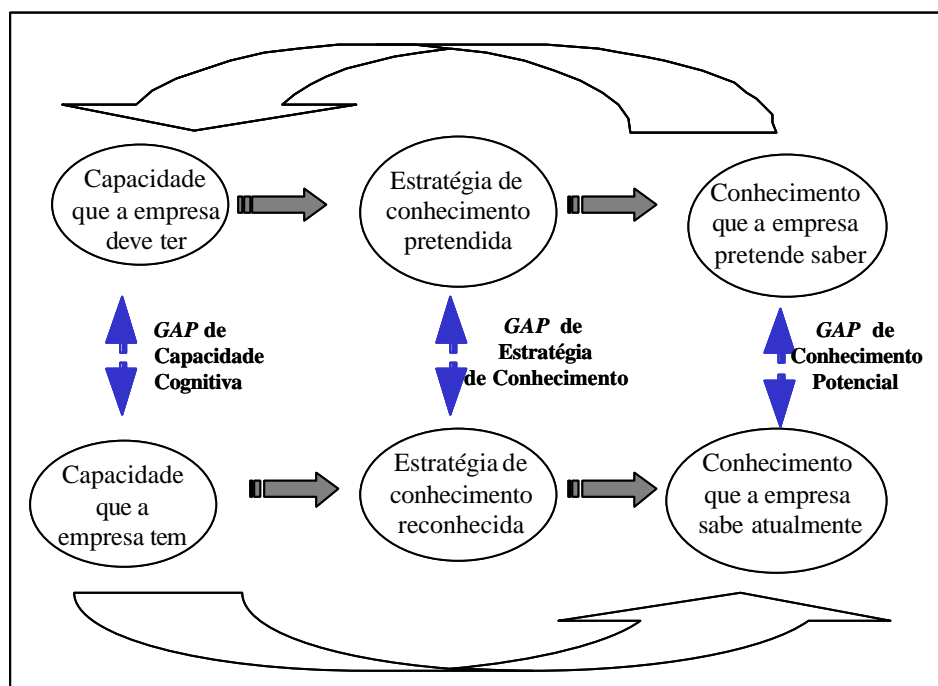 Capacidade
que a empresa
deve ter
Estratégia de
conhecimento
pretendida
Conhecimento
que a empresa
pretende saber
GAP de
Capacidade
Cognitiva
GAP de
Estratégia
de Conhecimento
GAP de
Conhecimento
Potencial
Capacidade
que a
empresa tem
Estratégia de
conhecimento
reconhecida
Conhecimento
que a empresa
sabe atualmente